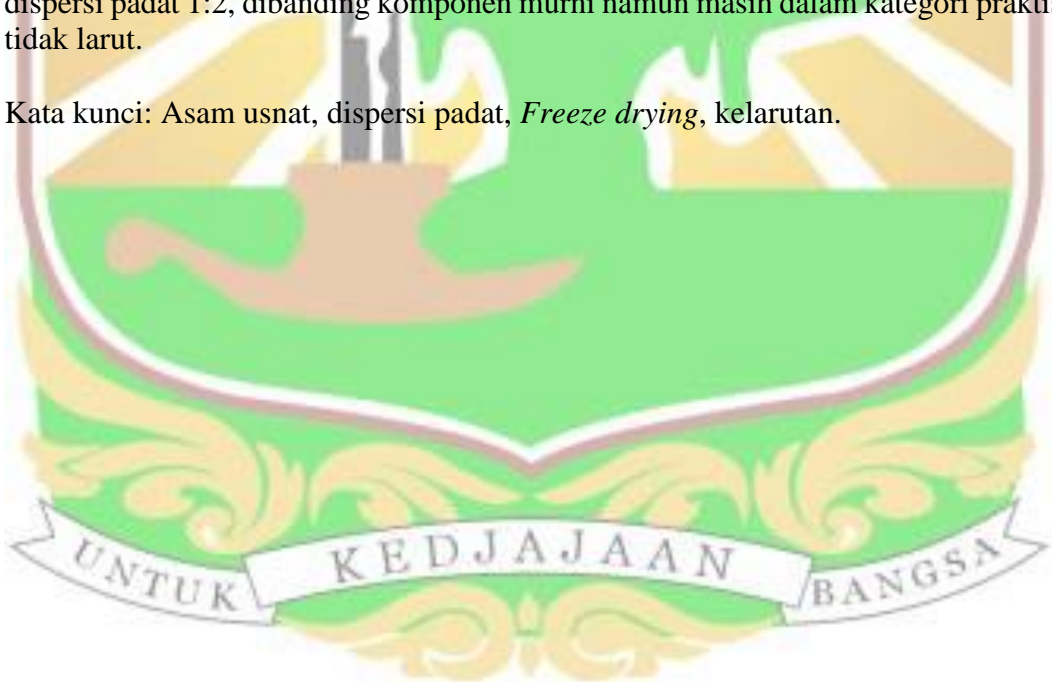 dispersi padat 1:2, dibanding komponen murni namun masih dalam kategori
tidak larut.
Kata kunci: Asam usnat, dispersi padat, Freeze drying, kelarutan.
UNTUK KEDJAJAAN BANGSA